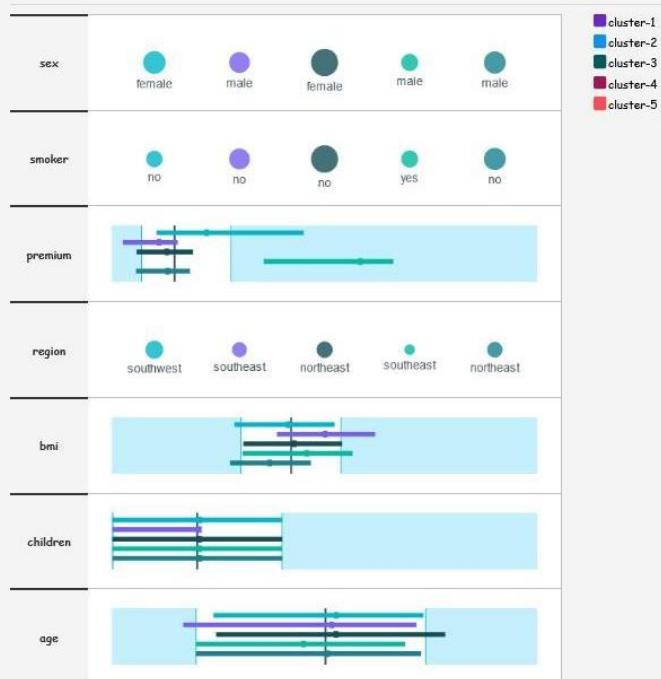 cluster-1
cluster-2
cluster-3
cluster-4
cluster-5
sex
female male female male male
smoker
no no no yes no
premium
region
southwest southeast northeast southeast northeast
bmi
children
age